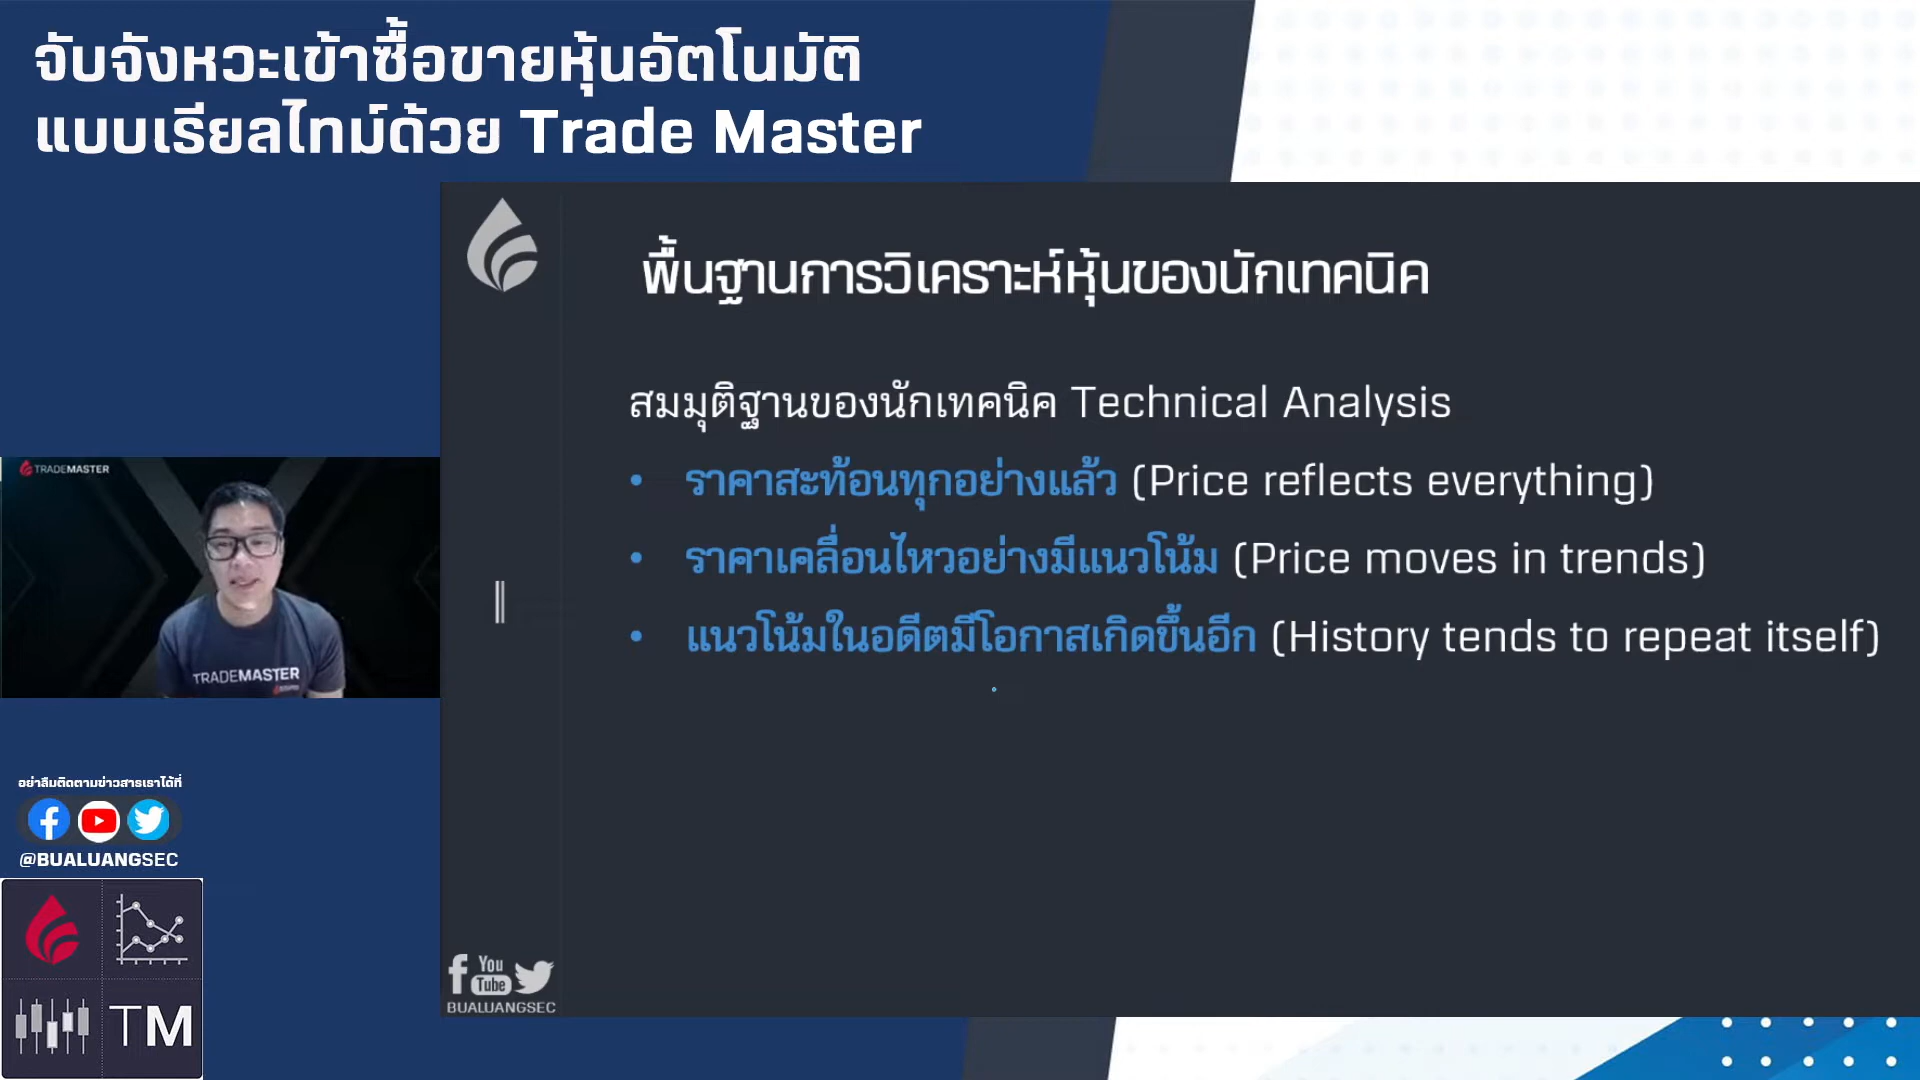 จับจังหวะเข้าซื้อขายหุ้นอัตโนมัติ
แบบเรียลไทม์ด้วย Trade Master
พื้นฐานการวิเคราะห์หุ้นของนักเทคนิค
สมมุติฐานของนักเทคนิค Technical Analysis
• ราคาสะท้อนทุกอย่างแล้ว (Price reflects everything)
• ราคาเคลื่อนไหวอย่างมีแนวโน้ม (Price moves in trends)
• แนวโน้มในอดีตมีโอกาสเกิดขึ้นอีก (History tends to repeat itself)
TRADEMASTER
TRADEMASTER
อย่าลืมติดตามข่าวสารเราได้ที่
@BUALUANGSEC
TM
You
Tube
BUALUANGSEC